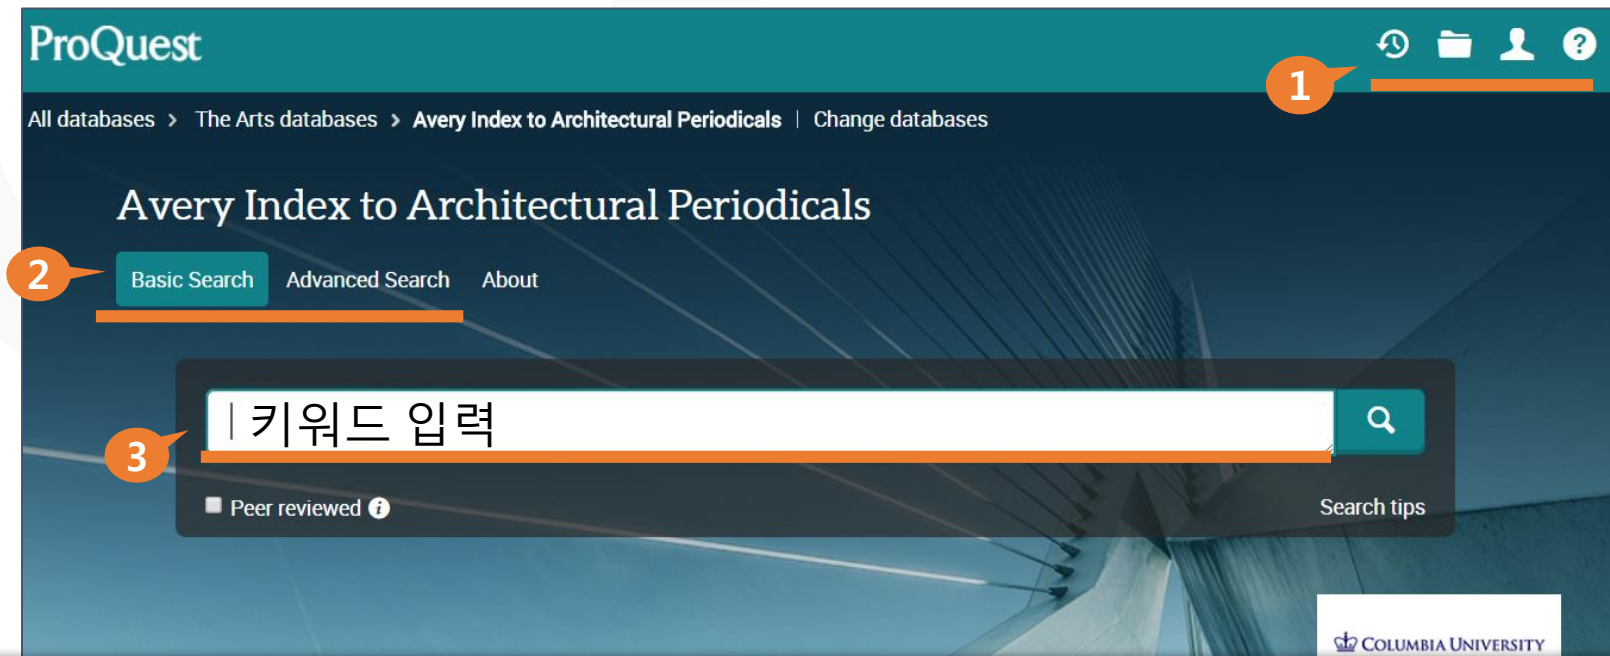 ProQuest
1
All databases > The Arts databases > Avery Index to Architectural Periodicals | Change databases
Avery Index to Architectural Periodicals
2
Basic Search Advanced Search About
3
키워드 입력
Peer reviewed i
Search tips
COLUMBIA UNIVERSITY